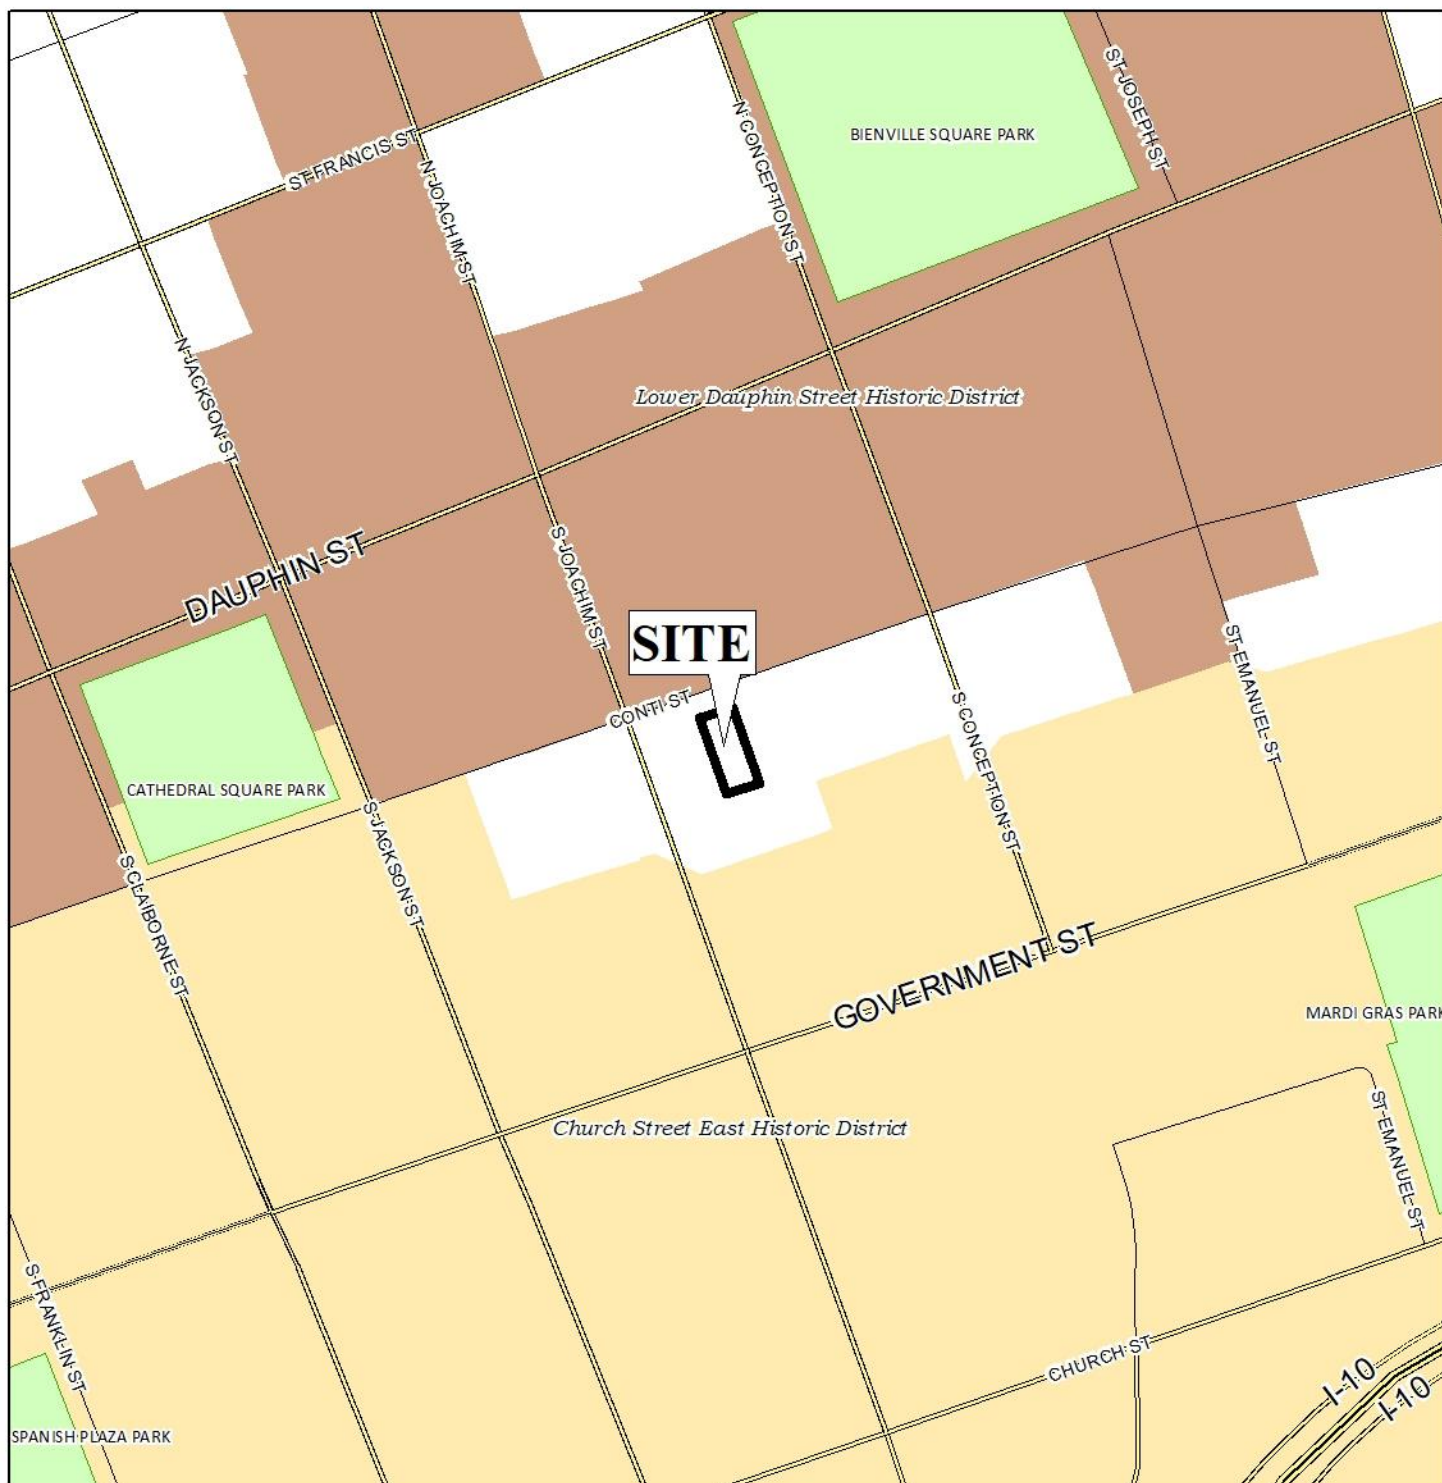 ST JOSEPH ST
N CONCEPTION ST
BIENVILLE SQUARE PARK
ST FRANCIS ST
N JOACHIM ST
N JACKSON ST
Lower Dauphin Street Historic District
DAUPHIN ST
S JOACHIM ST
SITE
ST EMANUEL ST
CONTI ST
S CONCEPTION ST
CATHEDRAL SQUARE PARK
S JACKSON ST
S CLAIBORNE ST
GOVERNMENT ST
MARDI GRAS PARK
ST EMANUEL ST
Church Street East Historic District
S FRANKLIN ST
CHURCH ST
I-10
I-10
SPANISH PLAZA PARK